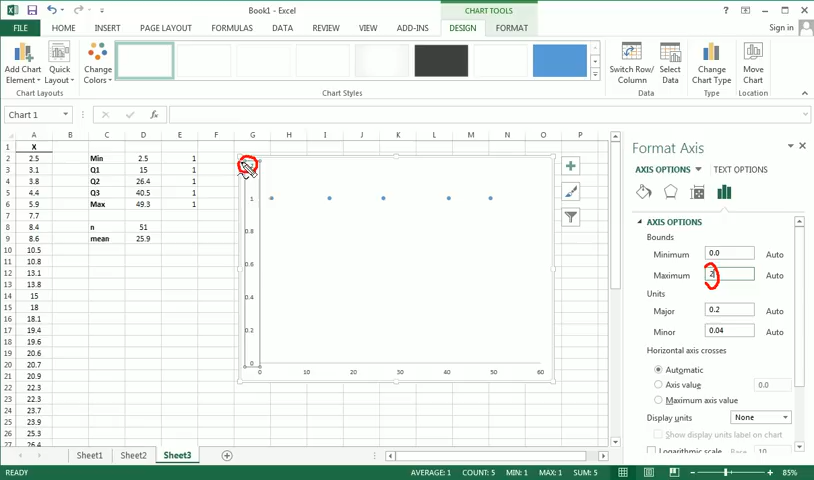 Book1 - Excel
CHART TOOLS
Sign in
FILE HOME INSERT PAGE LAYOUT FORMULAS DATA REVIEW VIEW ADD-INS DESIGN FORMAT
Add Chart Element Quick Layout Change Colors Switch Row/Column Select Data Change Chart Type Move Chart
Chart Layouts Chart Styles Data Type Location
Chart 1 fx
A B C D E F G H I J K L M N O P
1 X
2 2.5 Min 2.5 1
3 3.1 Q1 15 1
4 3.8 Q2 26.4 1
5 4.4 Q3 40.5 1
6 5.9 Max 49.3 1
7 7.7
8 8.4 n 51
9 8.6 mean 25.9
10 10.5
11 10.8
12 13.1
13 13.8
14 15
15 18
16 18.1
17 19.4
18 19.6
19 20.6
20 20.7
21 20.9
22 22.3
23 22.3
24 23.7
25 23.9
26 25.3
27 27.4
1
0.8
0.6
0.4
0.2
0
0 10 20 30 40 50 60
Format Axis
AXIS OPTIONS TEXT OPTIONS
AXIS OPTIONS
Bounds
Minimum 0.0 Auto
Maximum 2 Auto
Units
Major 0.2 Auto
Minor 0.04 Auto
Horizontal axis crosses
Automatic
Axis value 0.0
Maximum axis value
Display units None
Show display units label on chart
Logarithmic scale Base 10
Sheet1 Sheet2 Sheet3
READY AVERAGE: 1 COUNT: 5 MIN: 1 MAX: 1 SUM: 5 85%